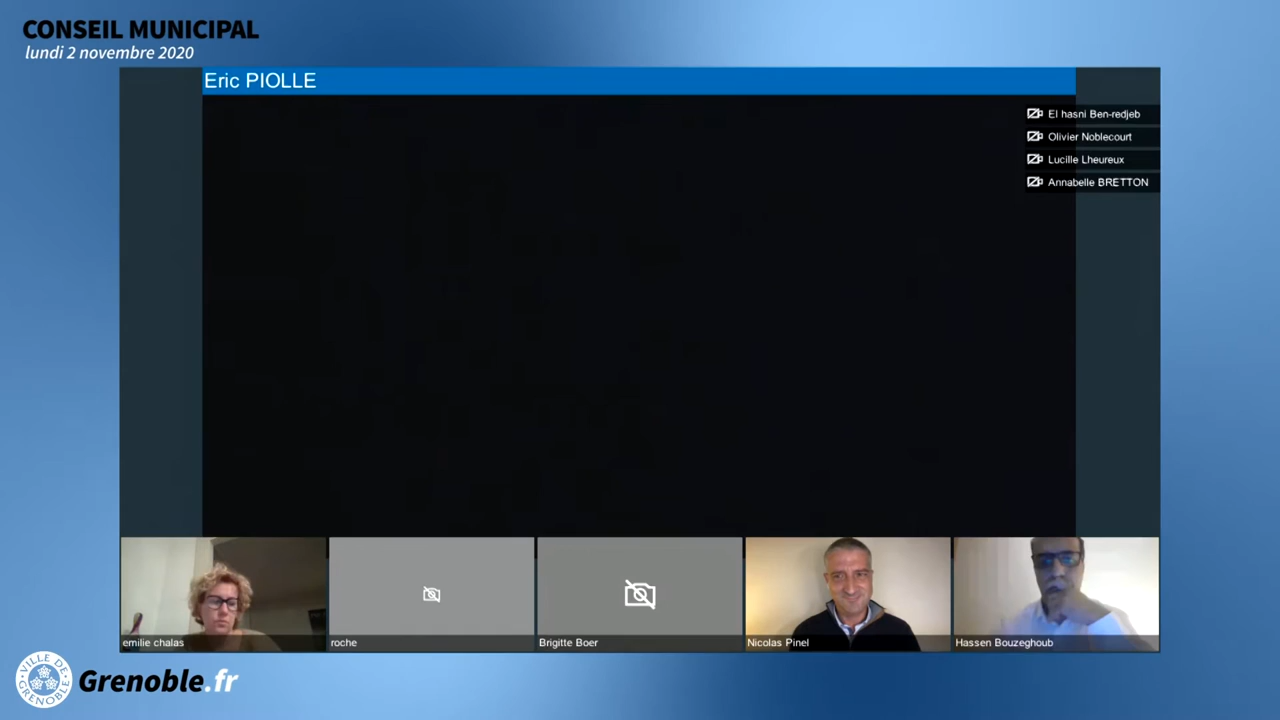 CONSEIL MUNICIPAL
lundi 2 novembre 2020
Eric PIOLLE
El hasni Ben-redjeb
Olivier Noblecourt
Lucille Lheureux
Annabelle BRETTON
emilie chalas
roche
Brigitte Boer
Nicolas Pinel
Hassen Bouzeghoub
VILLE DE
GRENOBLE
Grenoble.fr